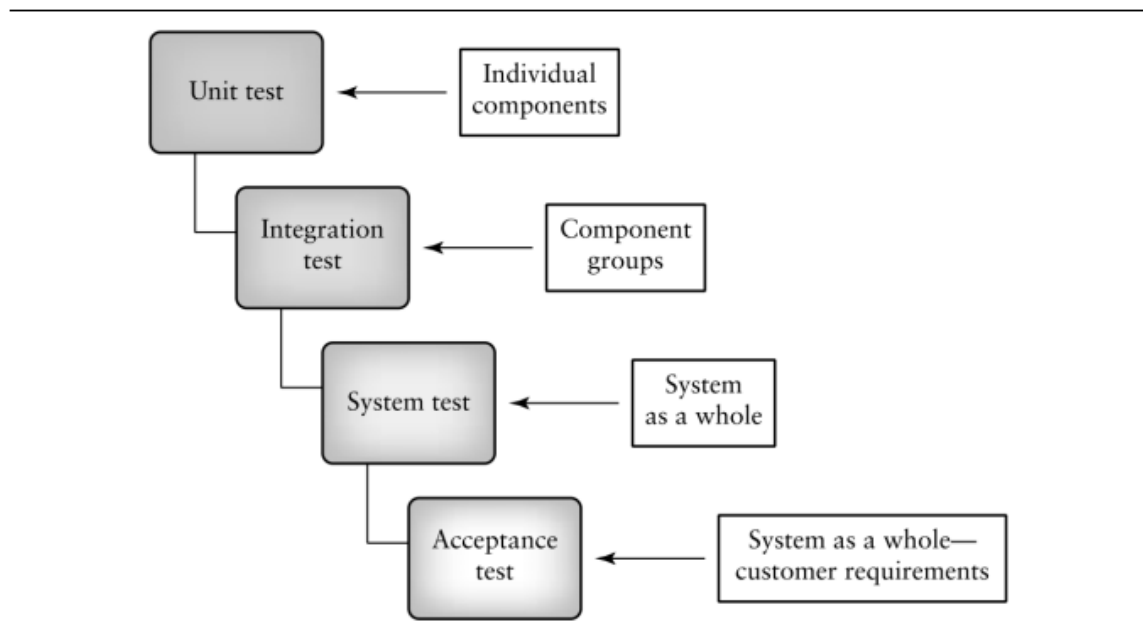 Unit test
Individual
components
Integration
test
Component
groups
System test
System
as a whole
Acceptance
test
System as a whole—
customer requirements